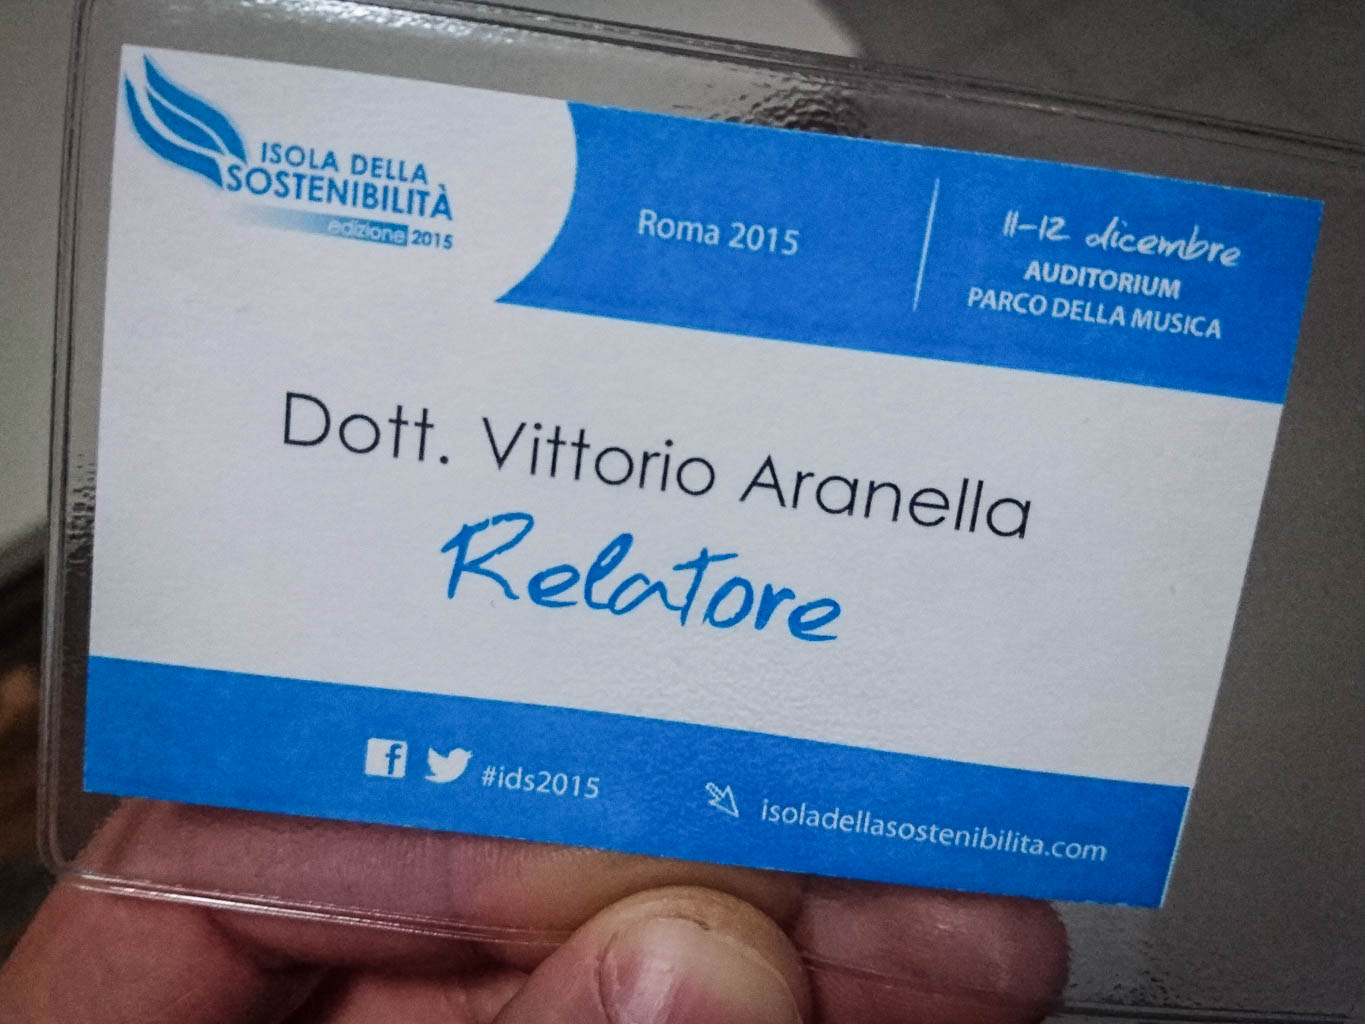 ISOLA DELLA
SOSTENIBILITÀ
edizione 2015
Roma 2015
11-12 dicembre
AUDITORIUM
PARCO DELLA MUSICA
Dott. Vittorio Aranella
Relatore
#ids2015
isoladellasostenibilita.com